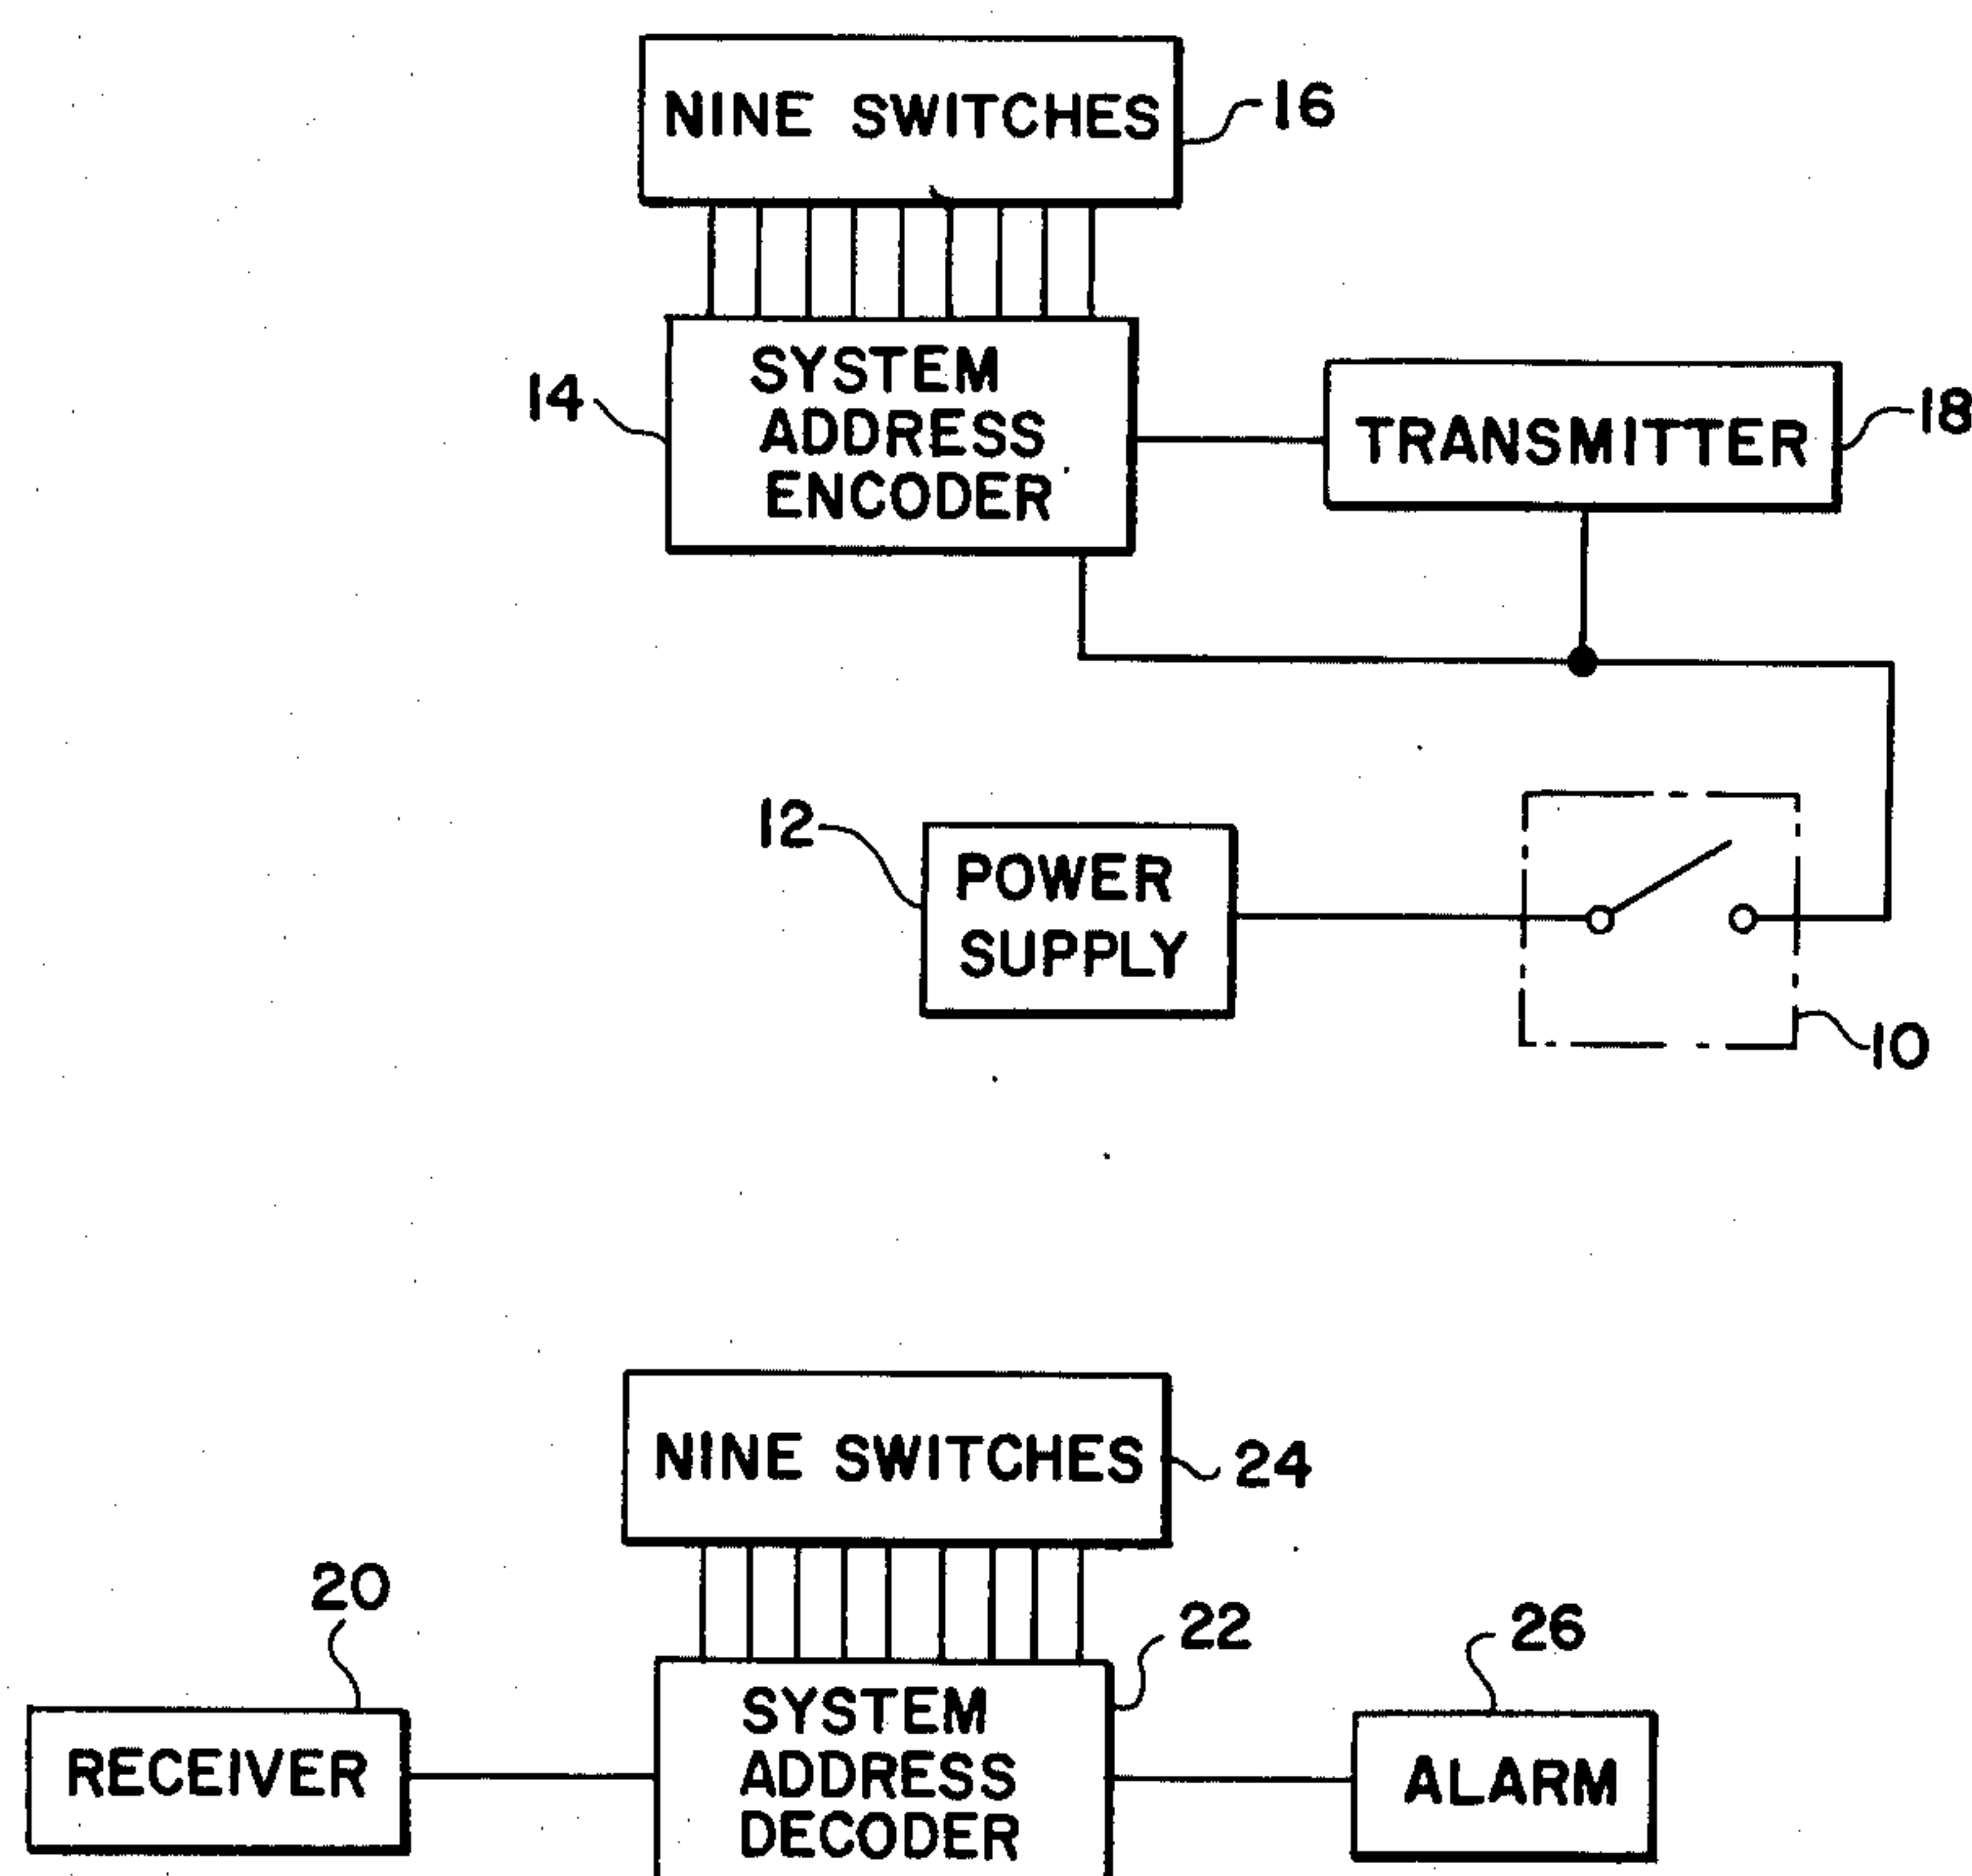 NINE SWITCHES
16
SYSTEM
ADDRESS
ENCODER
14
TRANSMITTER
18
12
POWER
SUPPLY
10
NINE SWITCHES
24
20
22
26
RECEIVER
SYSTEM
ADDRESS
DECODER
ALARM